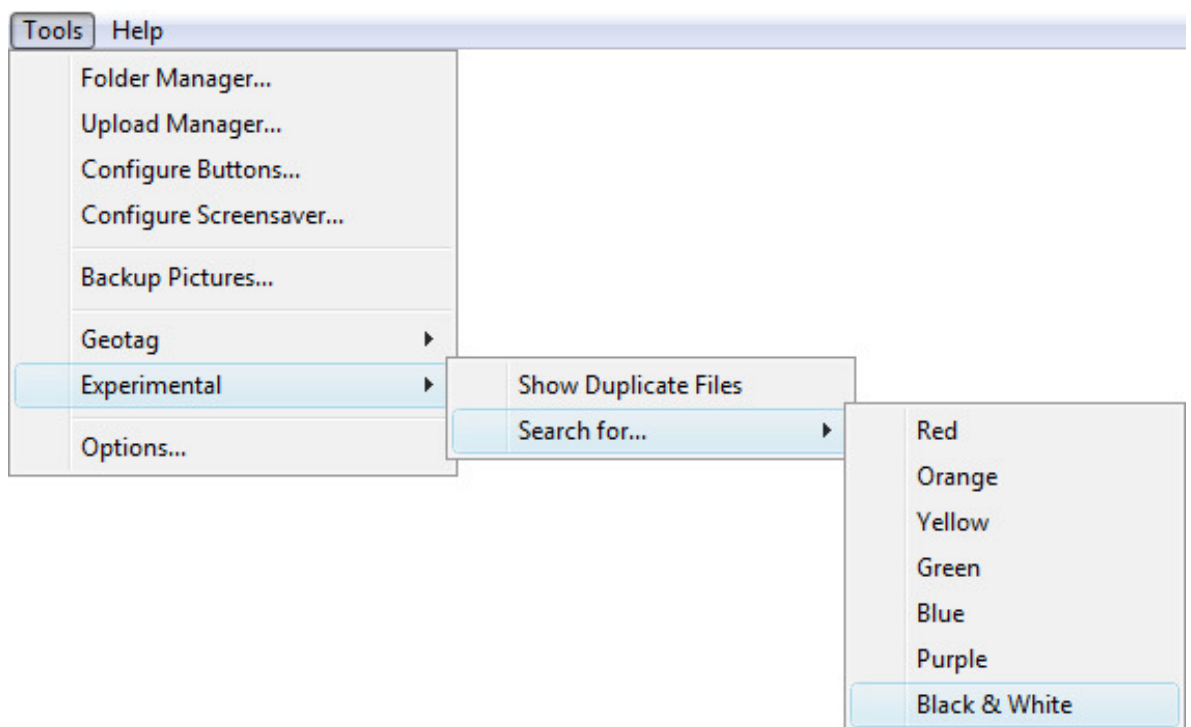 Tools Help
Folder Manager...
Upload Manager...
Configure Buttons...
Configure Screensaver...
Backup Pictures...
Geotag
Experimental
Options...
Show Duplicate Files
Search for...
Red
Orange
Yellow
Green
Blue
Purple
Black & White